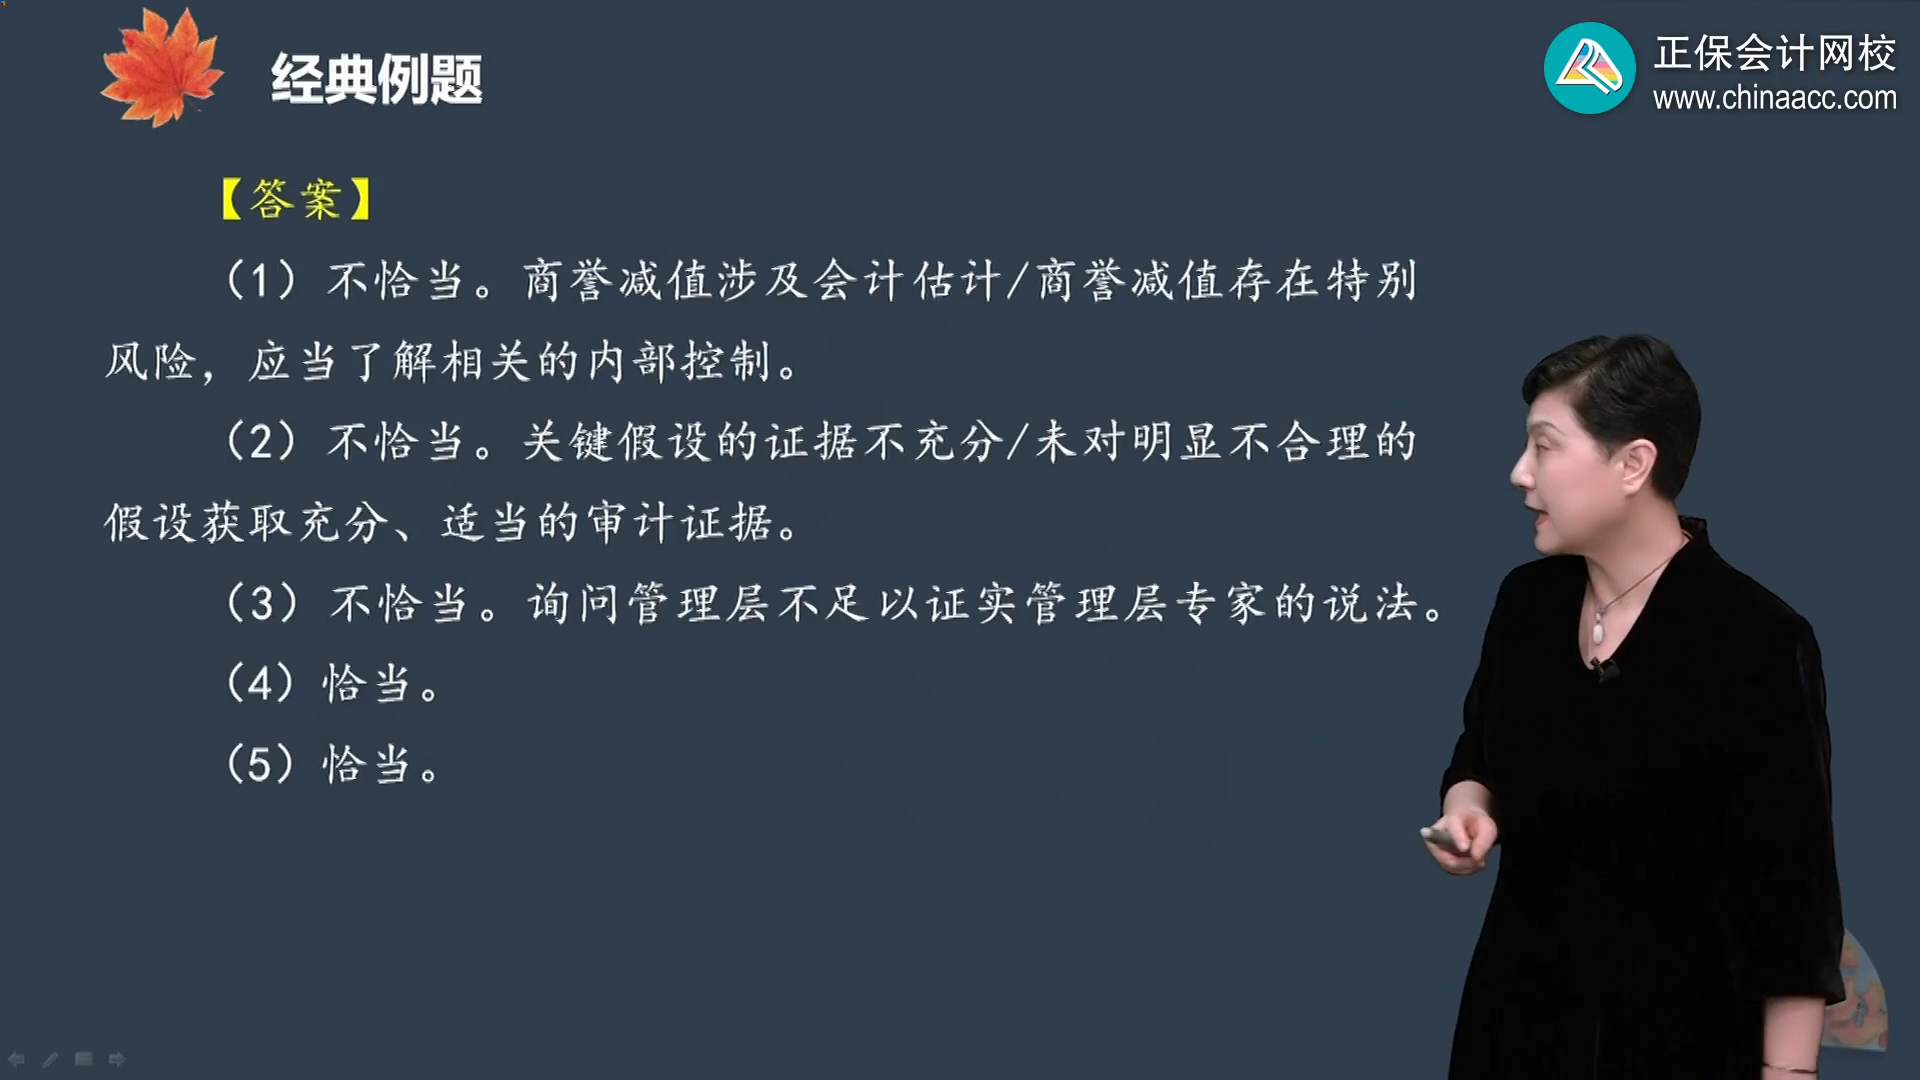 经典例题
正保会计网校
www.chinaacc.com
【答案】
（1）不恰当。商誉减值涉及会计估计/商誉减值存在特别
风险，应当了解相关的内部控制。
（2）不恰当。关键假设的证据不充分/未对明显不合理的
假设获取充分、适当的审计证据。
（3）不恰当。询问管理层不足以证实管理层专家的说法。
（4）恰当。
（5）恰当。